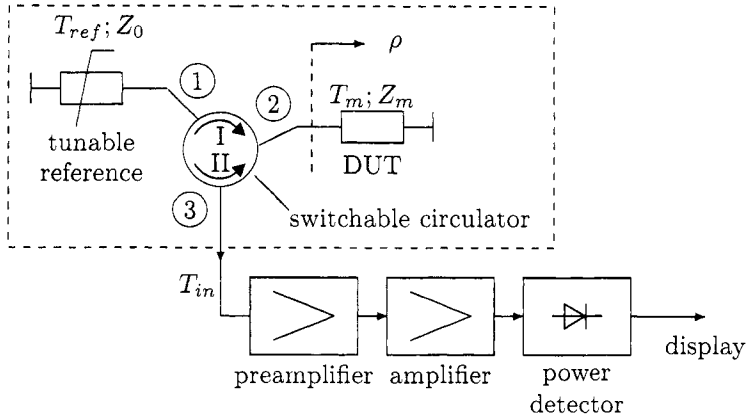 T_ref; Z_0
ρ
①
②
T_m; Z_m
I
II
tunable
reference
DUT
③
switchable circulator
T_in
display
preamplifier
amplifier
power
detector